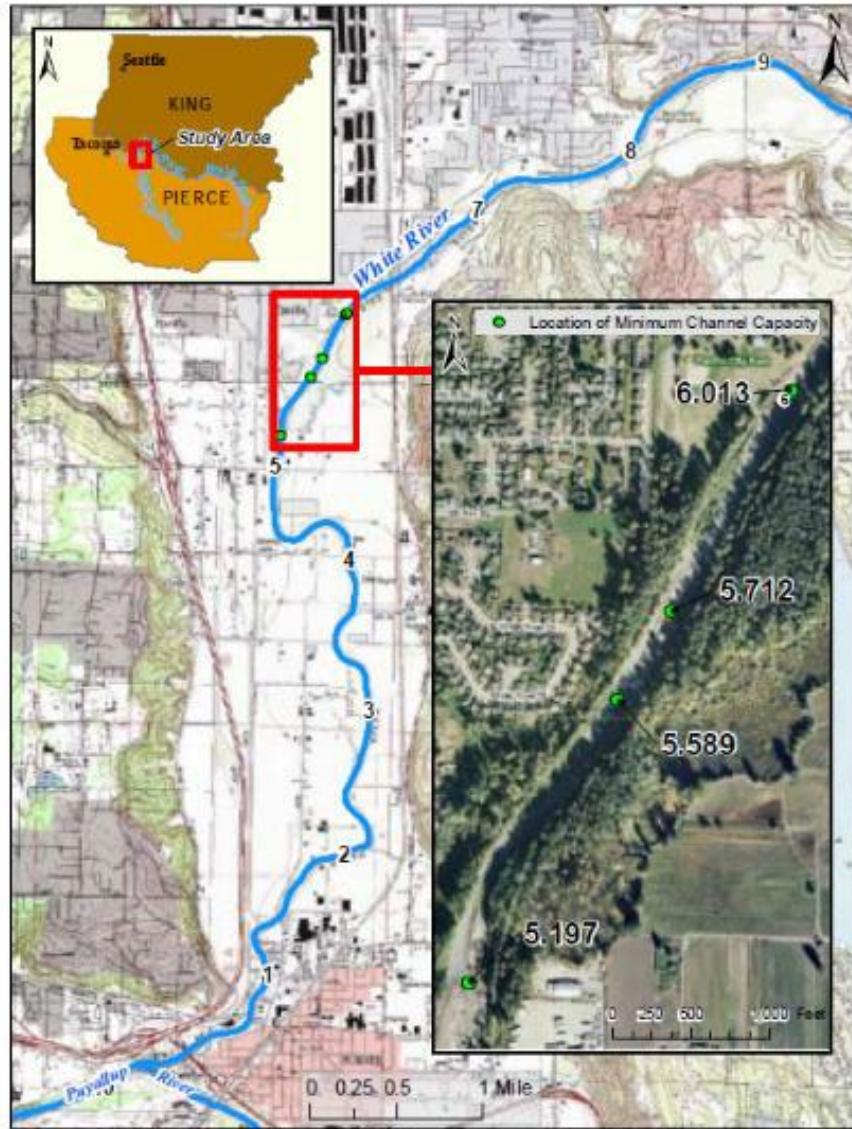 N
Seattle
KING
Tacoma
Study Area
PIERCE
N
9
8
7
White River
N
Location of Minimum Channel Capacity
6.013
6
5.712
5.589
5.197
0 250 500 1,000 Feet
5
4
3
2
1
Puyallup
River
0 0.25 0.5 1 Mile